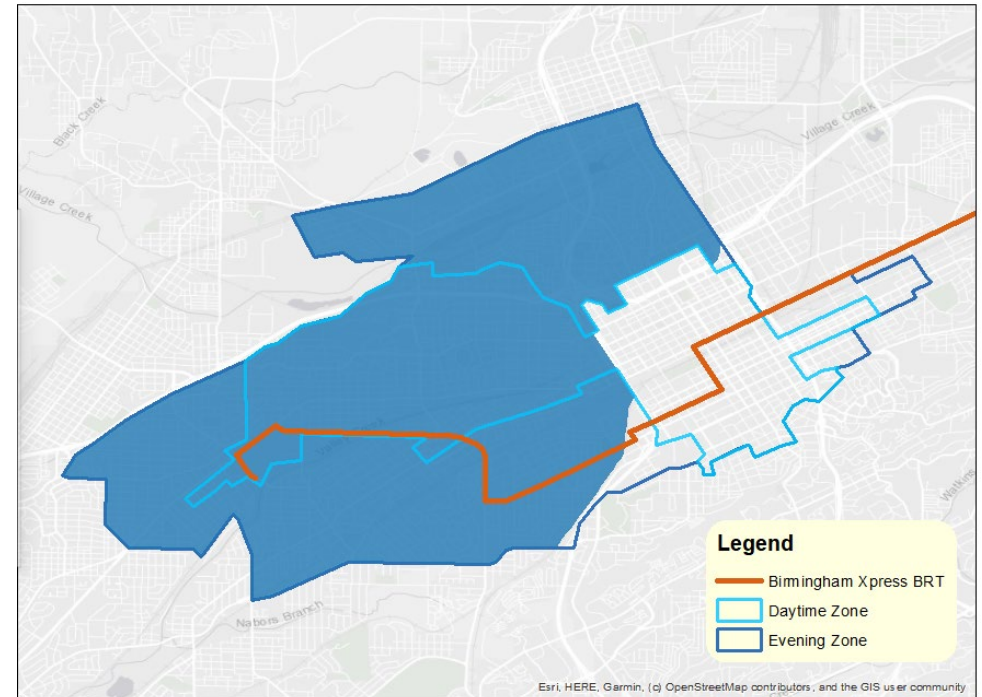 Black Creek
Village Creek
Village Creek
Watkins
Nabors Branch
Legend
Birmingham Xpress BRT
Daytime Zone
Evening Zone
Esri, HERE, Garmin, (c) OpenStreetMap contributors, and the GIS user community